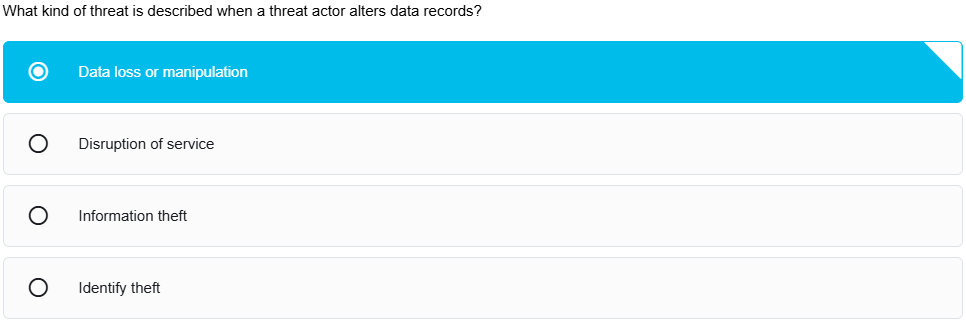 What kind of threat is described when a threat actor alters data records?
Data loss or manipulation
Disruption of service
Information theft
Identify theft